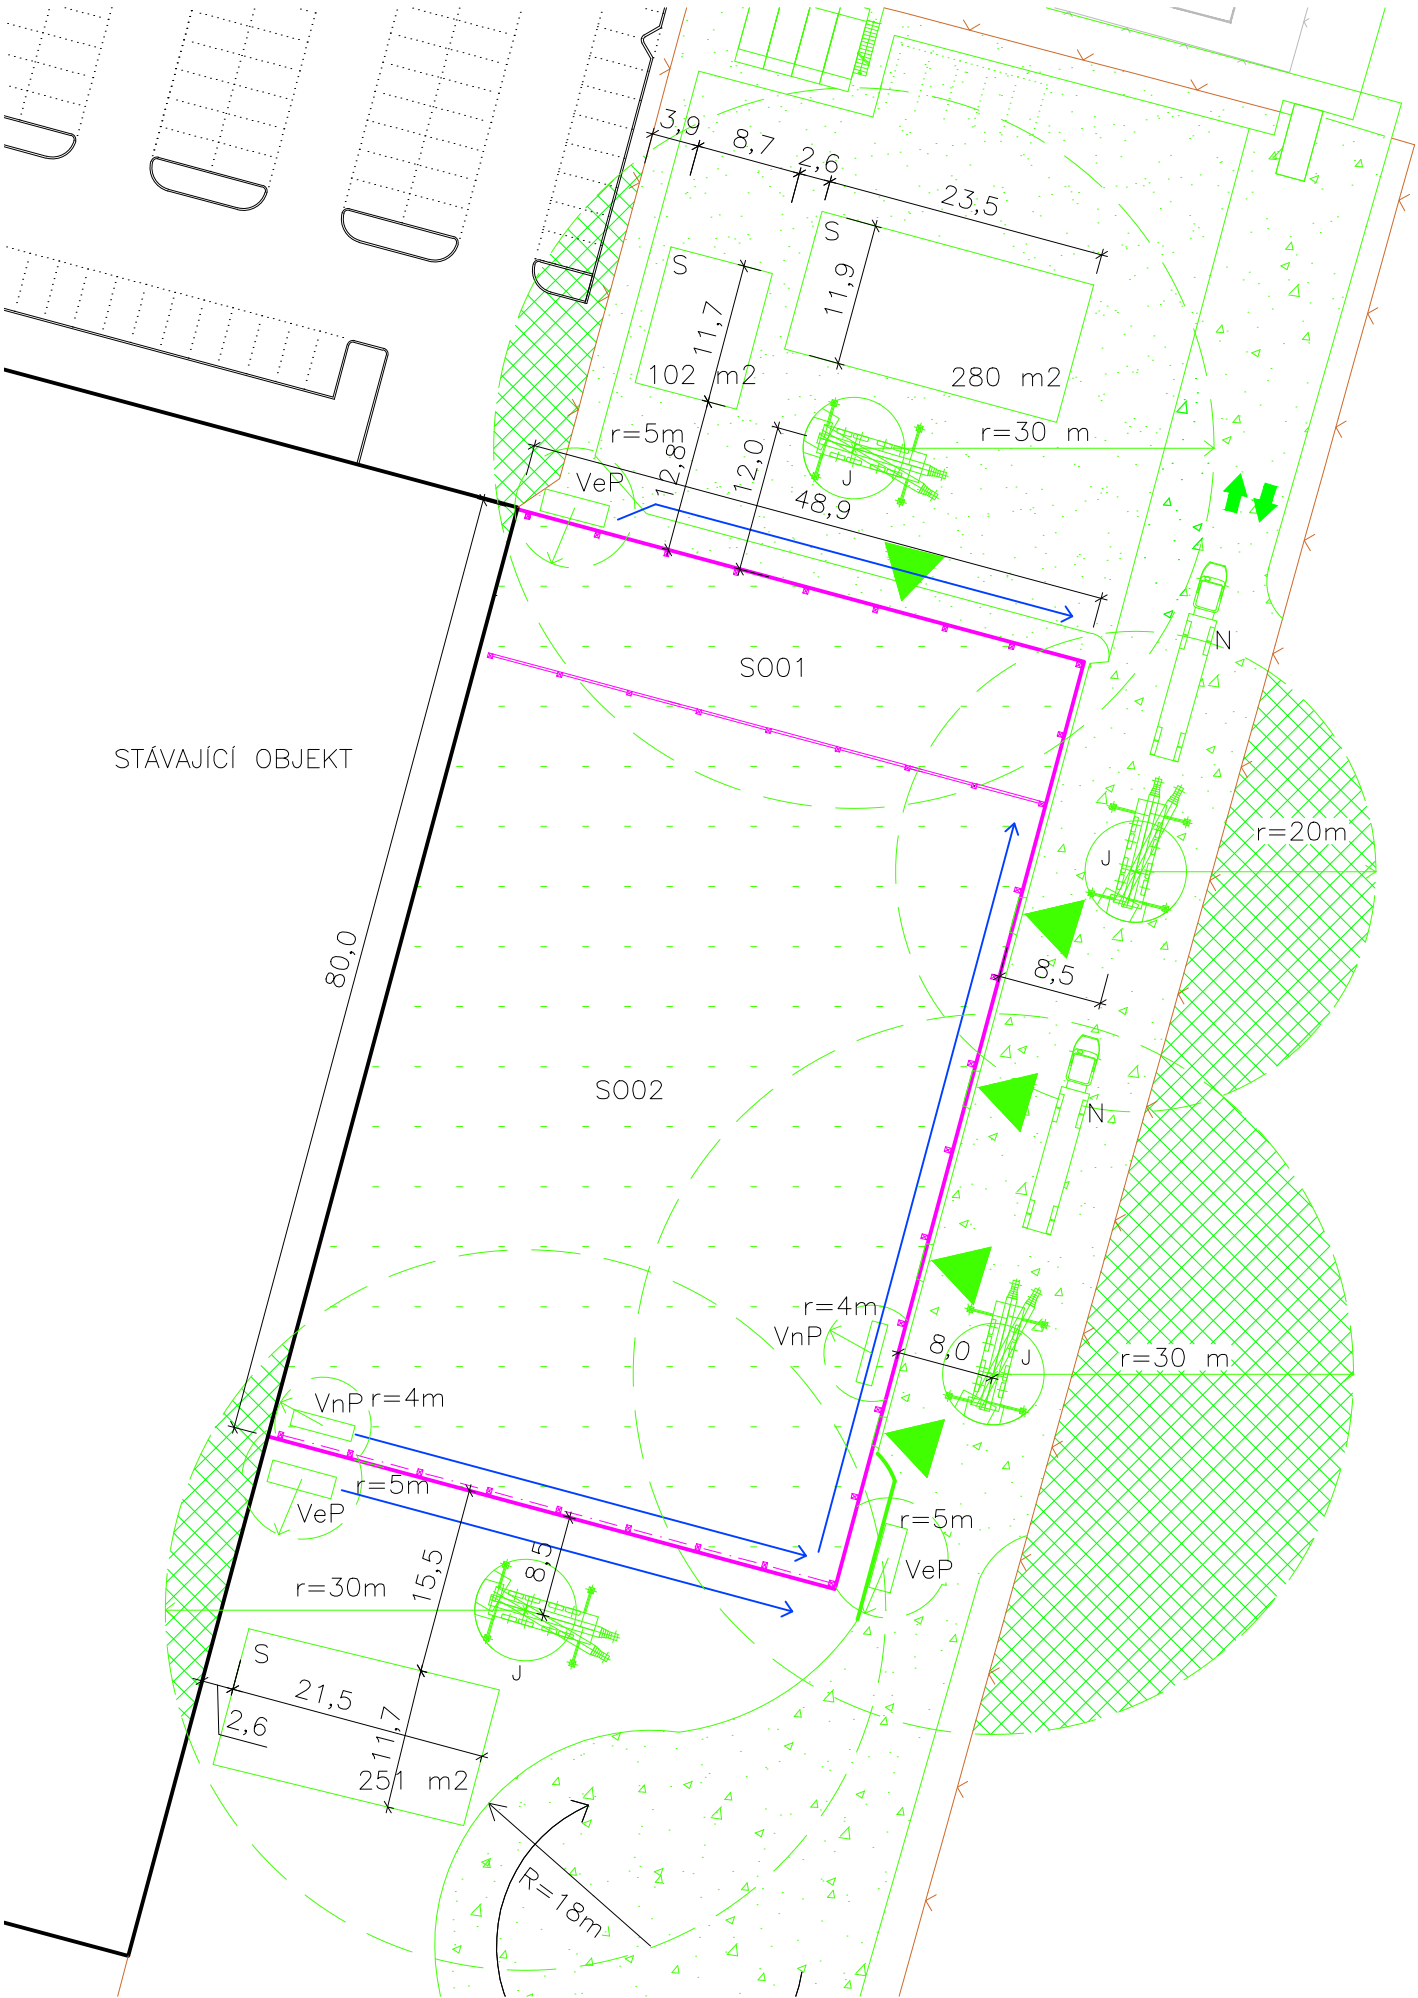 3,9
8,7
2,6
23,5
S
S
11,9
11,7
102 m2
280 m2
r=5m
r=30 m
12,8
12,0
VeP
J
48,9
N
S001
STÁVAJÍCÍ OBJEKT
r=20m
J
80,0
8,5
S002
N
r=4m
VnP
8,0
J
r=30 m
VnP
r=4m
r=5m
VeP
r=5m
VeP
8,5
15,5
r=30m
J
S
21,5
2,6
11,7
251 m2
R=18m